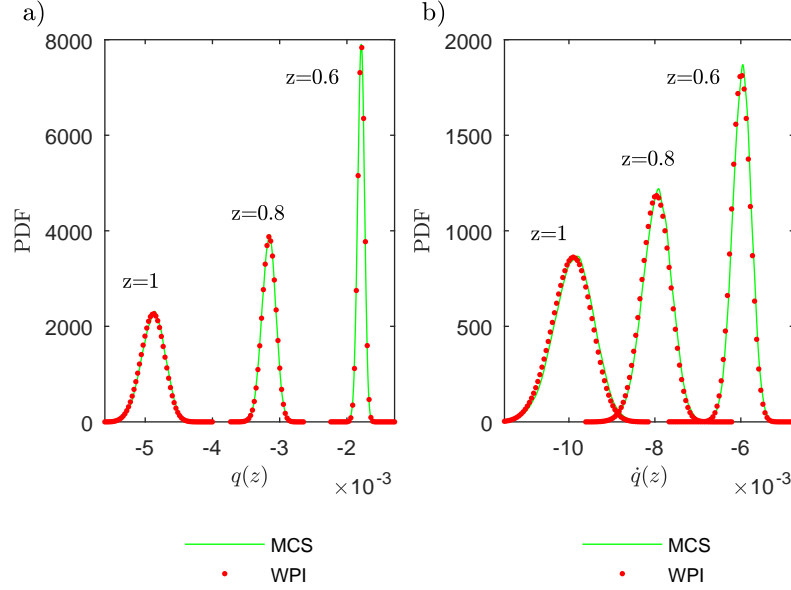 a)
PDF
8000
6000
4000
2000
0
z=0.6
z=0.8
z=1
-5 -4 -3 -2
q(z)
×10⁻³
MCS
WPI
b)
PDF
2000
1500
1000
500
0
z=0.6
z=0.8
z=1
-10 -8 -6
q̇(z)
×10⁻³
MCS
WPI